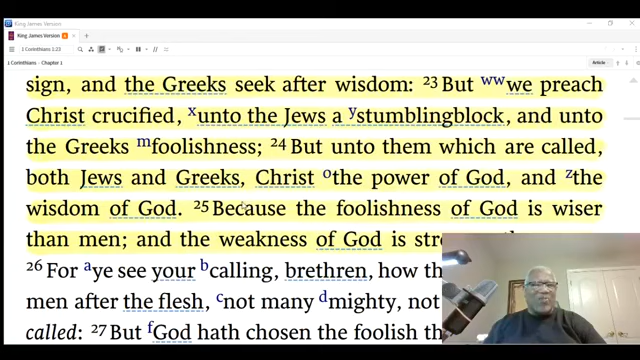 King James Version
King James Version
1 Corinthians 1:23
Article
1 Corinthians - Chapter 1
sign, and the Greeks seek after wisdom: 23 But ww we preach
Christ crucified, x unto the Jews a y stumblingblock, and unto
the Greeks m foolishness; 24 But unto them which are called,
both Jews and Greeks, Christ o the power of God, and z the
wisdom of God. 25 Because the foolishness of God is wiser
than men; and the weakness of God is
26 For a ye see your b calling, brethren, how
men after the flesh, c not many d mighty, not
called: 27 But f God hath chosen the foolish